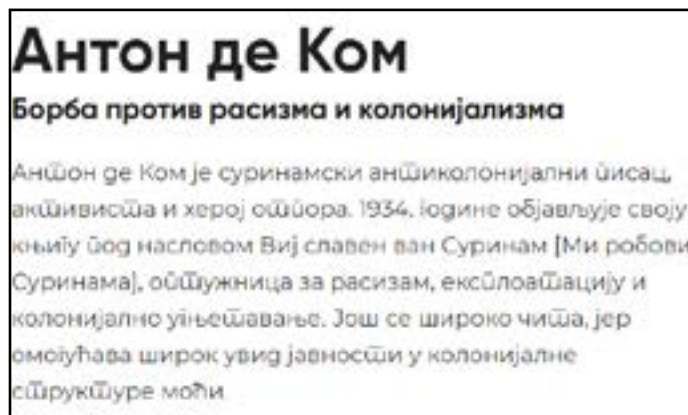 Антон де Ком
Борба против расизма и колонијализма
Антон де Ком је суринамски антиколонијални писац,
активиста и херој отпора. 1934. године објављује своју
књигу под насловом Виј славен ван Суринам [Ми робови
Суринама], оптужница за расизам, експлоатацију и
колонијално угњетавање. Још се широко чита, јер
омогућава широк увид јавности у колонијалне
структуре моћи